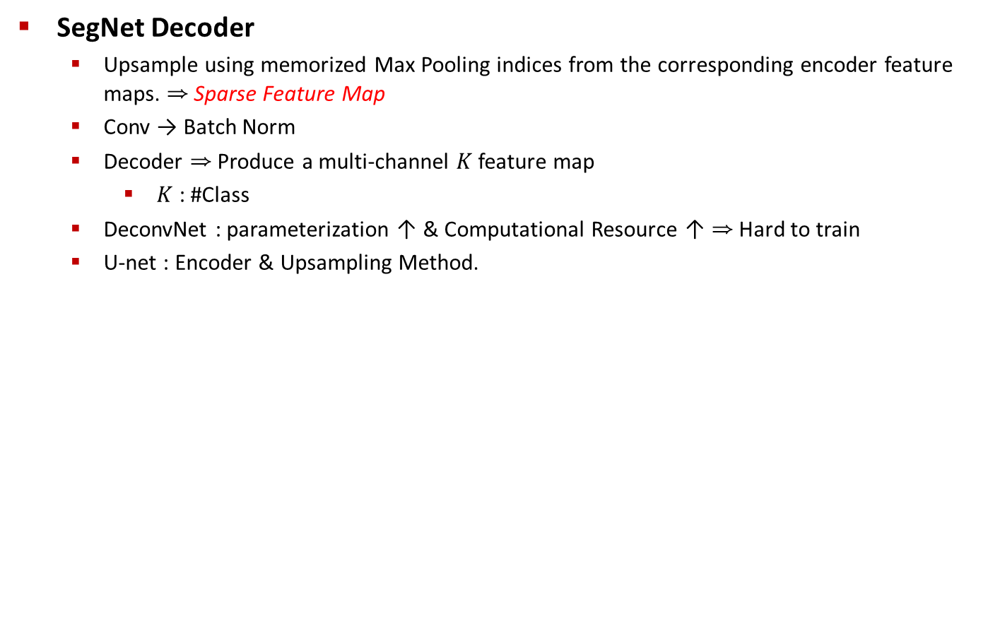 SegNet Decoder
Upsample using memorized Max Pooling indices from the corresponding encoder feature
maps. ⇒ Sparse Feature Map
Conv → Batch Norm
Decoder ⇒ Produce a multi-channel K feature map
K : #Class
DeconvNet : parameterization ↑ & Computational Resource ↑ ⇒ Hard to train
U-net : Encoder & Upsampling Method.